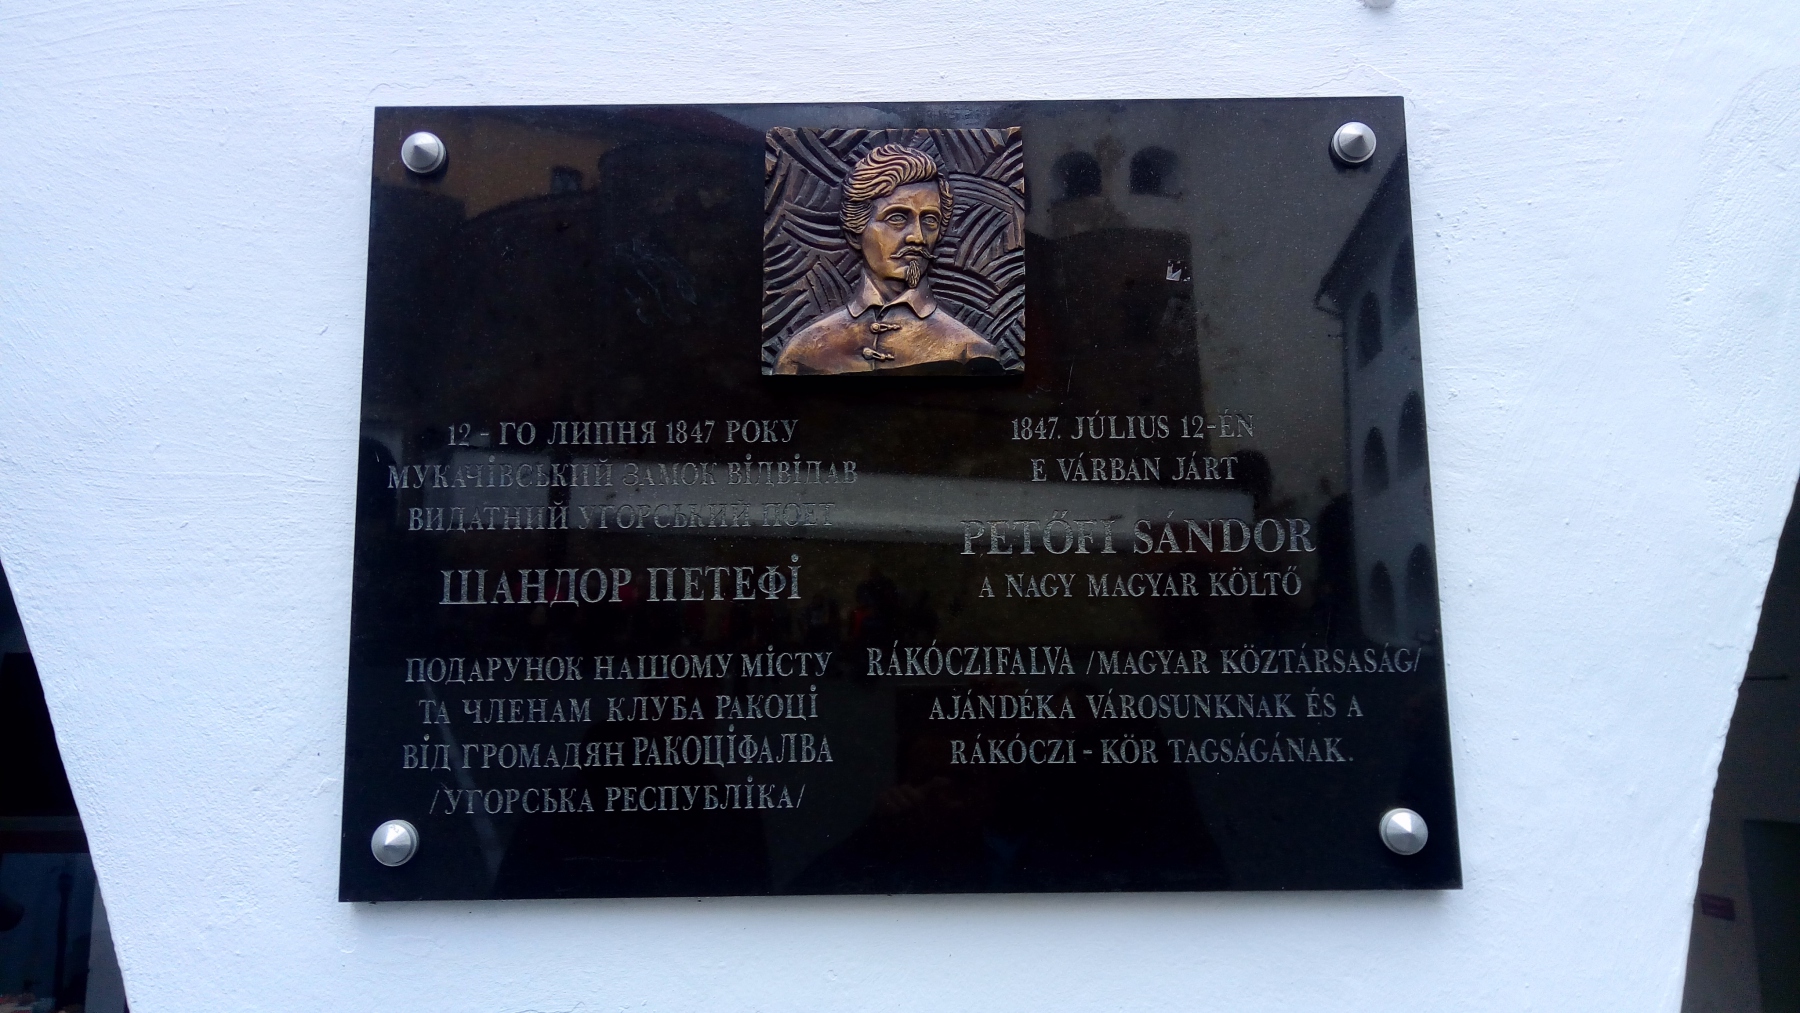 12-ГО ЛИПНЯ 1847 РОКУ
МУКАЧІВСЬКИЙ ЗАМОК ВІДВІДАВ
ВИДАТНИЙ УГОРСЬКИЙ ПОЕТ
ШАНДОР ПЕТЕФІ
ПОДАРУНОК НАШОМУ МІСТУ
ТА ЧЛЕНАМ КЛУБА РАКОЦІ
ВІД ГРОМАДЯН РАКОЦІФАЛВА
/УГОРСЬКА РЕСПУБЛІКА/
1847. JÚLIUS 12-ÉN
E VÁRBAN JÁRT
PETŐFI SÁNDOR
A NAGY MAGYAR KÖLTŐ
RÁKÓCZIFALVA /MAGYAR KÖZTÁRSASÁG/
AJÁNDÉKA VÁROSUNKNAK ÉS A
RÁKÓCZI-KÖR TAGSÁGÁNAK.